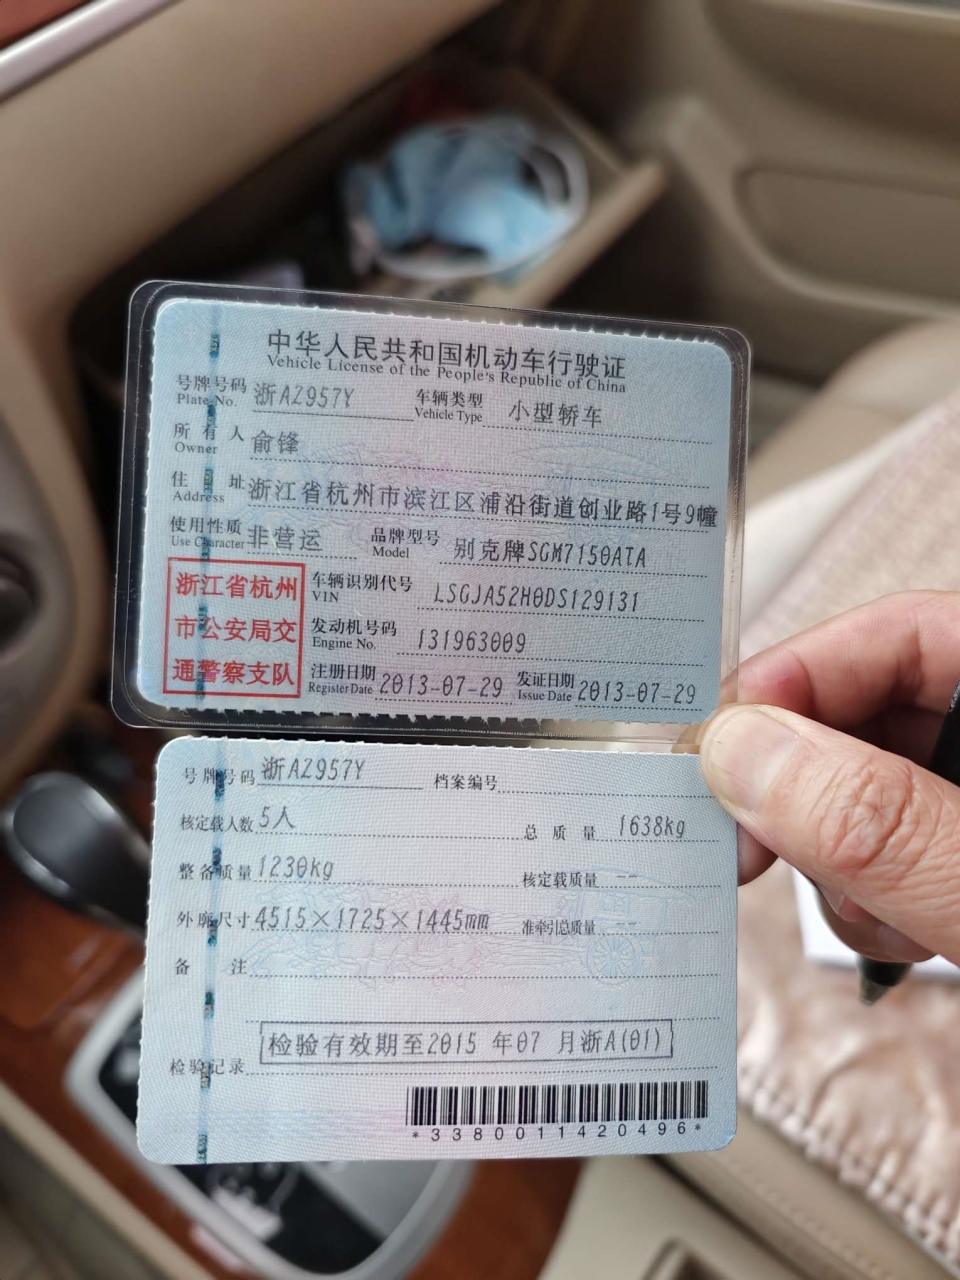 中华人民共和国机动车行驶证
Vehicle License of the People's Republic of China
号牌号码 浙AZ957Y 车辆类型 小型轿车
Plate No. Vehicle Type
所有人 俞锋
Owner
住址 浙江省杭州市滨江区浦沿街道创业路1号9幢
Address
使用性质 非营运 品牌型号 别克牌SGM7150ATA
Use Character Model
浙江省杭州
市公安局交
通警察支队
车辆识别代号 LSGJA52H0DS129131
VIN
发动机号码 131963009
Engine No.
注册日期 2013-07-29 发证日期 2013-07-29
Register Date Issue Date
号牌号码 浙AZ957Y 档案编号
核定载人数 5人 总质量 1638kg
整备质量 1230kg 核定载质量 --
外廓尺寸 4515×1725×1445mm 准牵引总质量 --
备注
检验有效期至2015 年07 月浙A(01)
检验记录
*3380011420496*